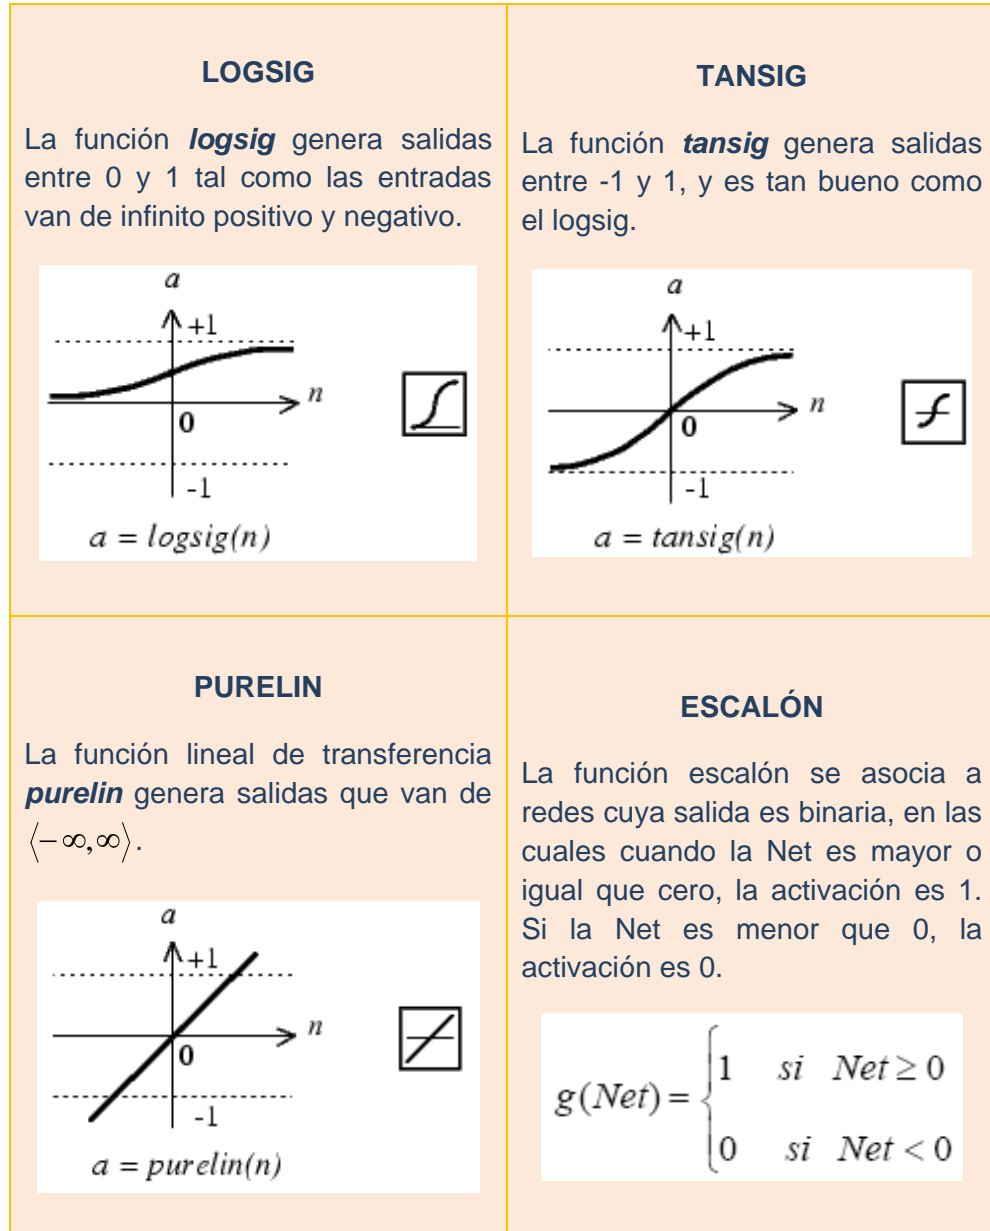 LOGSIG
La función logsig genera salidas
entre 0 y 1 tal como las entradas
van de infinito positivo y negativo.
a
+1
n
0
-1
a = logsig(n)
TANSIG
La función tansig genera salidas
entre -1 y 1, y es tan bueno como
el logsig.
a
+1
n
0
-1
a = tansig(n)
PURELIN
La función lineal de transferencia
purelin genera salidas que van de
⟨-∞,∞⟩.
a
+1
n
0
-1
a = purelin(n)
ESCALÓN
La función escalón se asocia a
redes cuya salida es binaria, en las
cuales cuando la Net es mayor o
igual que cero, la activación es 1.
Si la Net es menor que 0, la
activación es 0.
1 si Net ≥ 0
g(Net) = {
0 si Net < 0